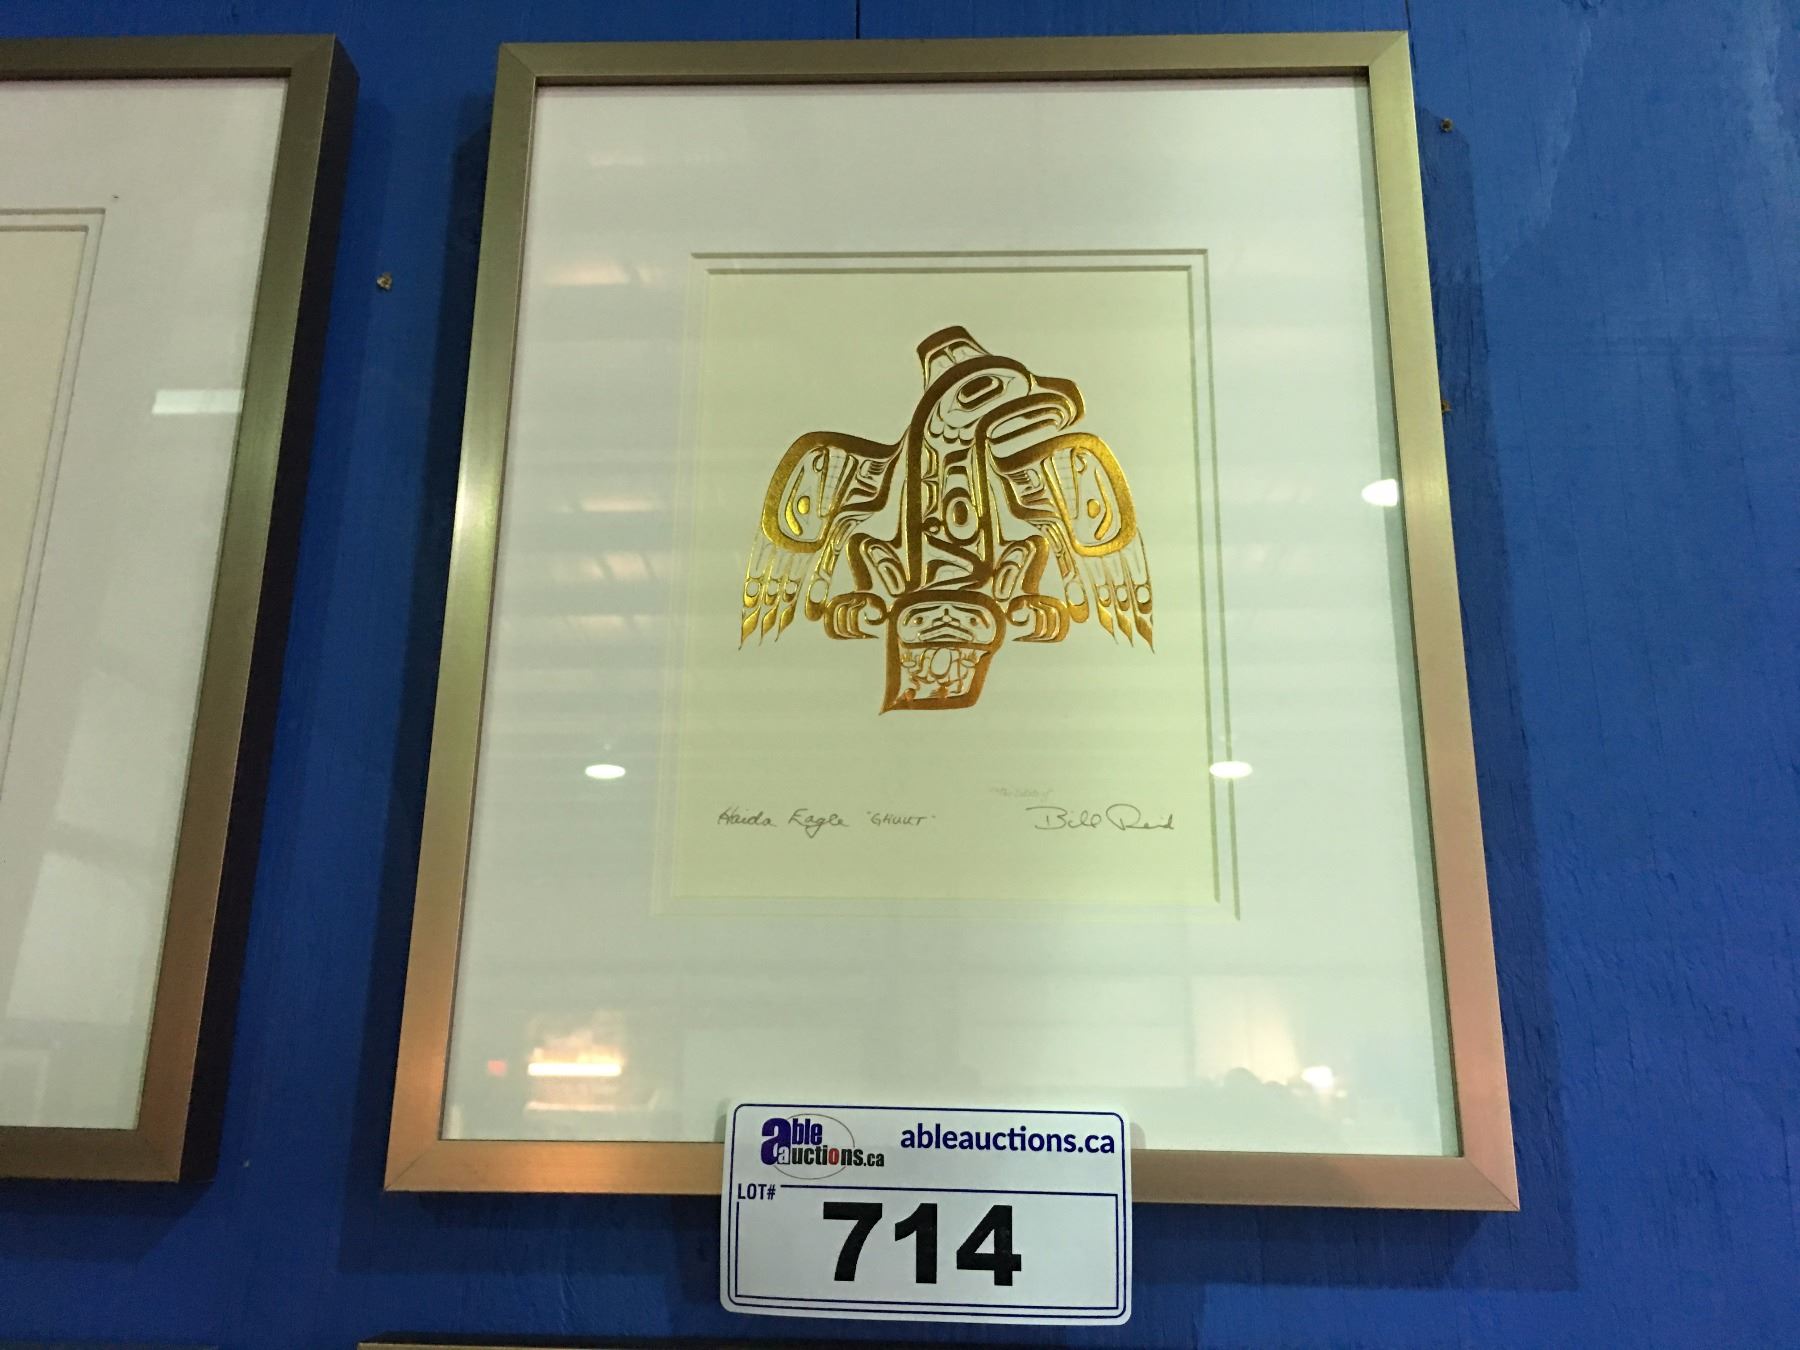 Haida Eagle "GHUUT"
Bill Reid
able auctions.ca
ableauctions.ca
LOT#
714